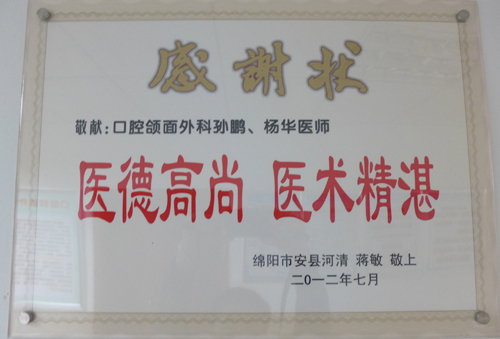 感謝状
敬献：口腔颌面外科孙鹏、杨华医师
医德高尚 医术精湛
绵阳市安县河清 蒋敏 敬上
二0一二年七月